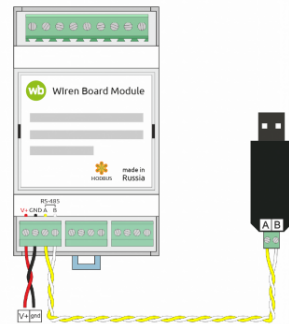 wb Wiren Board Module
MODBUS
made in
Russia
RS-485
V+ GND A B
A B
V+ gnd